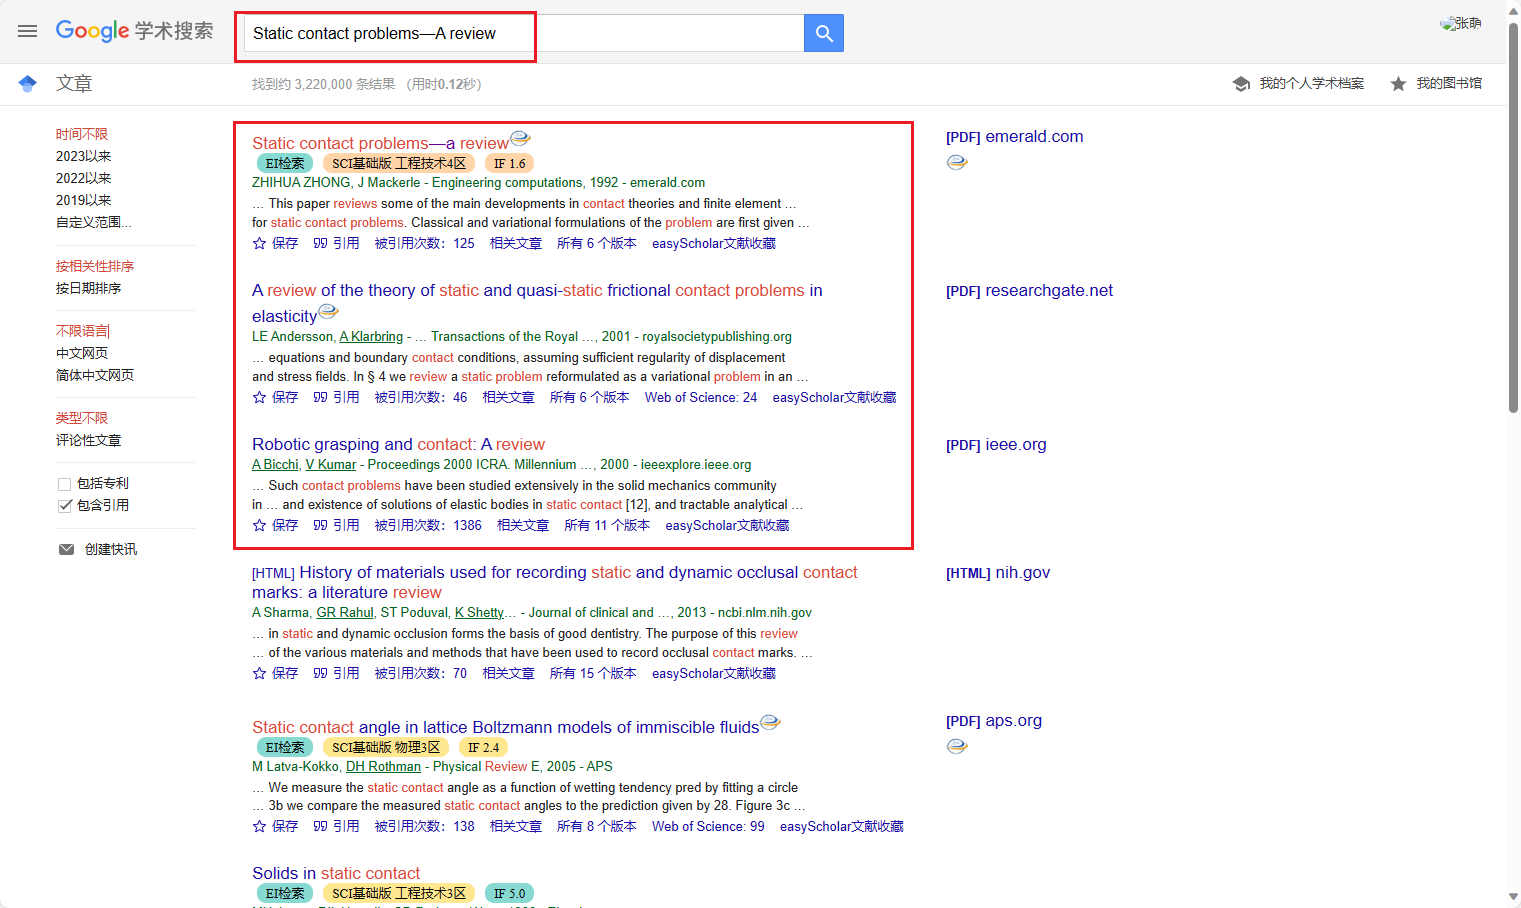 Google 学术搜索
Static contact problems—A review
张萌
文章
找到约 3,220,000 条结果 （用时0.12秒）
我的个人学术档案
我的图书馆
时间不限
2023以来
2022以来
2019以来
自定义范围...
按相关性排序
按日期排序
不限语言
中文网页
简体中文网页
类型不限
评论性文章
包括专利
包含引用
创建快讯
Static contact problems—a review
EI检索 SCI基础版 工程技术4区 IF 1.6
ZHIHUA ZHONG, J Mackerle - Engineering computations, 1992 - emerald.com
… This paper reviews some of the main developments in contact theories and finite element …
for static contact problems. Classical and variational formulations of the problem are first given …
保存 引用 被引用次数：125 相关文章 所有 6 个版本 easyScholar文献收藏
[PDF] emerald.com
A review of the theory of static and quasi-static frictional contact problems in
elasticity
LE Andersson, A Klarbring - … Transactions of the Royal …, 2001 - royalsocietypublishing.org
… equations and boundary contact conditions, assuming sufficient regularity of displacement
and stress fields. In § 4 we review a static problem reformulated as a variational problem in an …
保存 引用 被引用次数：46 相关文章 所有 6 个版本 Web of Science: 24 easyScholar文献收藏
[PDF] researchgate.net
Robotic grasping and contact: A review
A Bicchi, V Kumar - Proceedings 2000 ICRA. Millennium …, 2000 - ieeexplore.ieee.org
… Such contact problems have been studied extensively in the solid mechanics community
in … and existence of solutions of elastic bodies in static contact [12], and tractable analytical …
保存 引用 被引用次数：1386 相关文章 所有 11 个版本 easyScholar文献收藏
[PDF] ieee.org
[HTML] History of materials used for recording static and dynamic occlusal contact
marks: a literature review
A Sharma, GR Rahul, ST Poduval, K Shetty… - Journal of clinical and …, 2013 - ncbi.nlm.nih.gov
… in static and dynamic occlusion forms the basis of good dentistry. The purpose of this review
… of the various materials and methods that have been used to record occlusal contact marks. …
保存 引用 被引用次数：70 相关文章 所有 15 个版本 easyScholar文献收藏
[HTML] nih.gov
Static contact angle in lattice Boltzmann models of immiscible fluids
EI检索 SCI基础版 物理3区 IF 2.4
M Latva-Kokko, DH Rothman - Physical Review E, 2005 - APS
… We measure the static contact angle as a function of wetting tendency pred by fitting a circle
… 3b we compare the measured static contact angles to the prediction given by 28. Figure 3c …
保存 引用 被引用次数：138 相关文章 所有 8 个版本 Web of Science: 99 easyScholar文献收藏
[PDF] aps.org
Solids in static contact
EI检索 SCI基础版 工程技术3区 IF 5.0